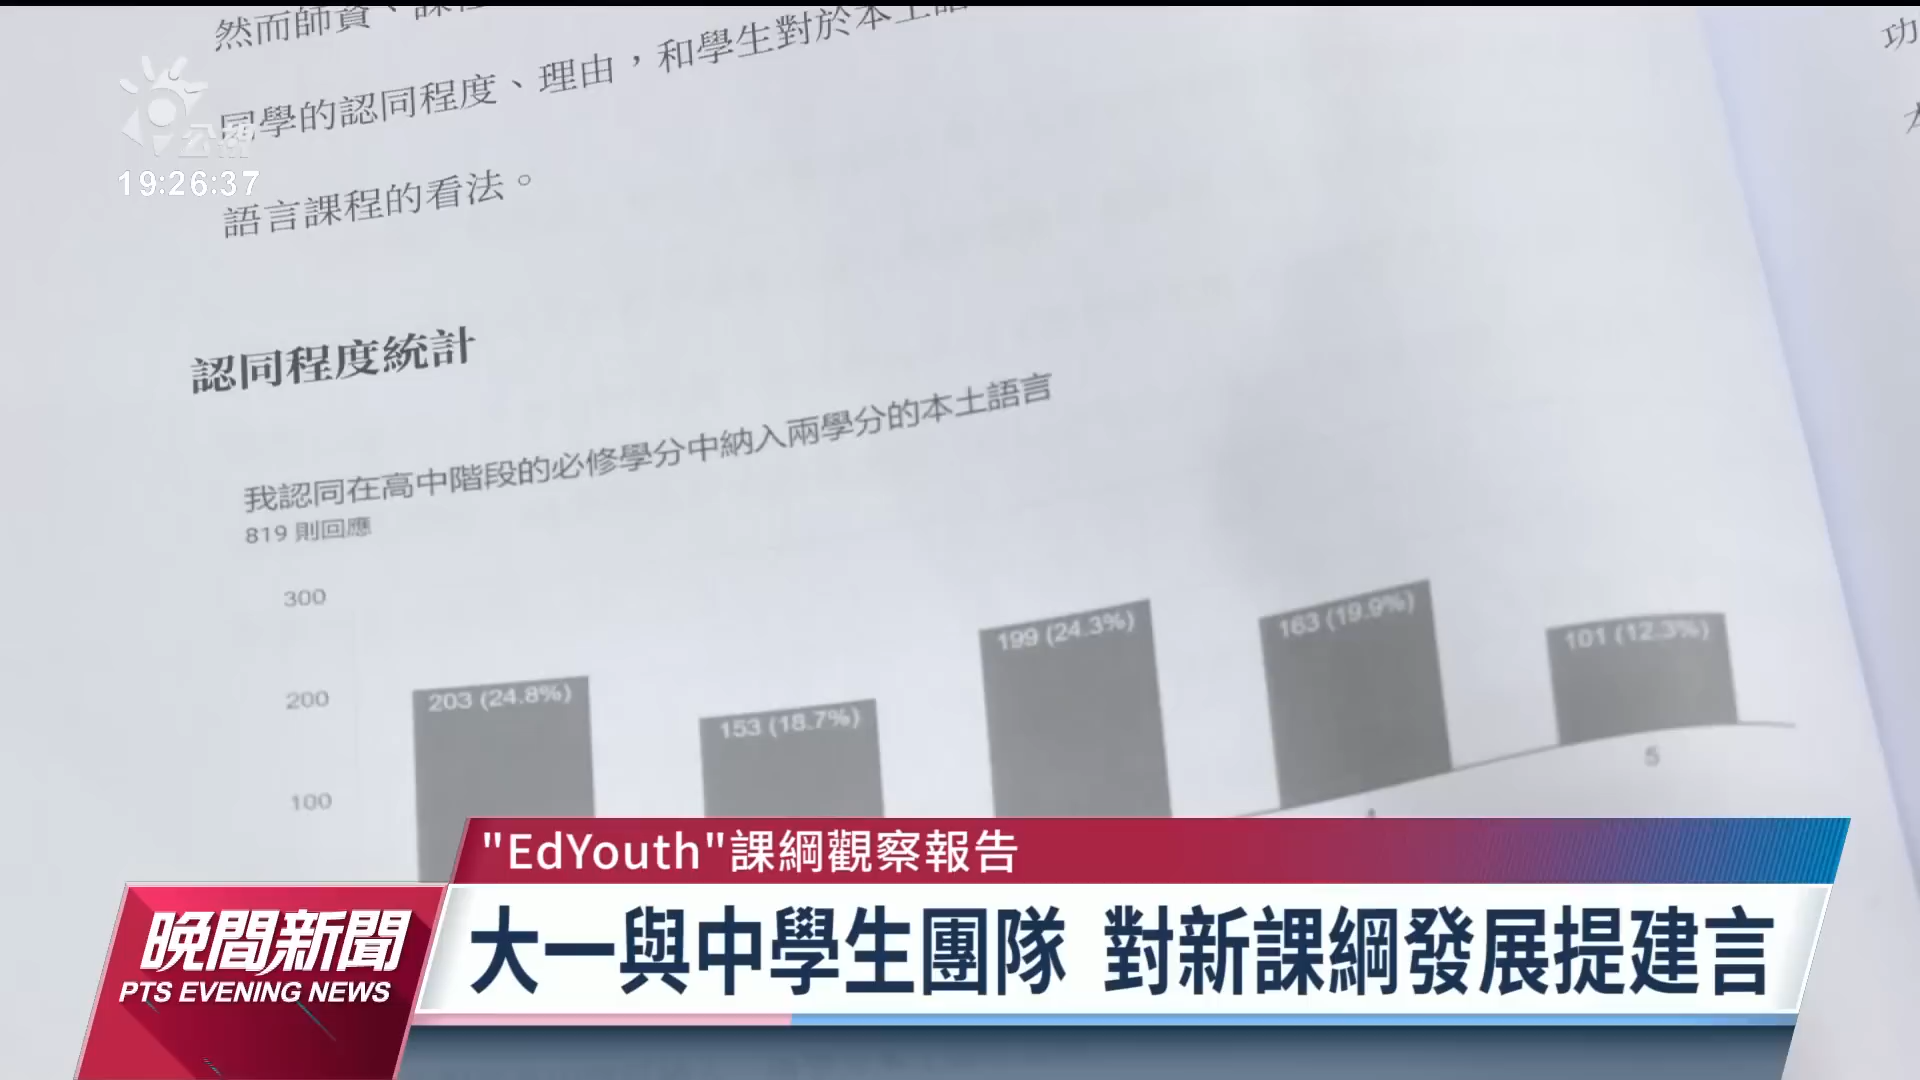 然而師資、課程
同學的認同程度、理由，和學生對於本土語
語言課程的看法。
功
公視
19:26:37
認同程度統計
我認同在高中階段的必修學分中納入兩學分的本土語言
819 則回應
300
200
100
203 (24.8%)
153 (18.7%)
199 (24.3%)
163 (19.9%)
101 (12.3%)
5
"EdYouth"課綱觀察報告
大一與中學生團隊 對新課綱發展提建言
晚間新聞
PTS EVENING NEWS